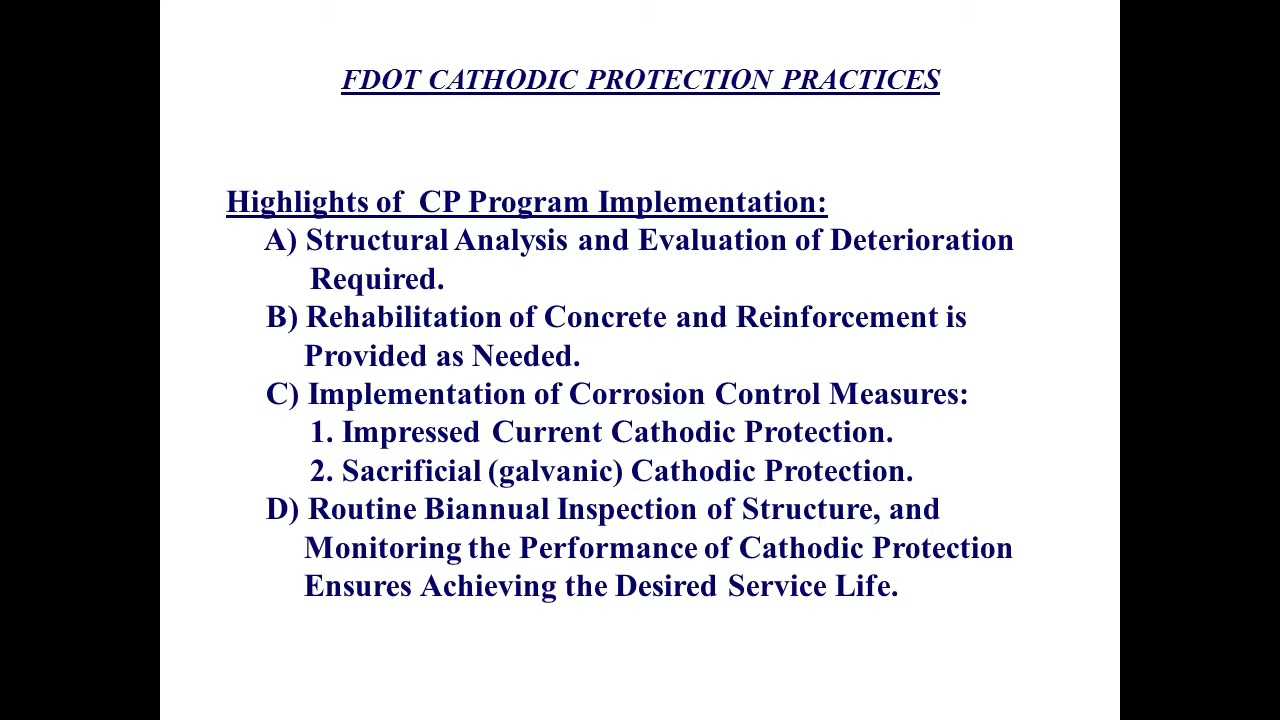 FDOT CATHODIC PROTECTION PRACTICES
Highlights of CP Program Implementation:
A) Structural Analysis and Evaluation of Deterioration
Required.
B) Rehabilitation of Concrete and Reinforcement is
Provided as Needed.
C) Implementation of Corrosion Control Measures:
1. Impressed Current Cathodic Protection.
2. Sacrificial (galvanic) Cathodic Protection.
D) Routine Biannual Inspection of Structure, and
Monitoring the Performance of Cathodic Protection
Ensures Achieving the Desired Service Life.